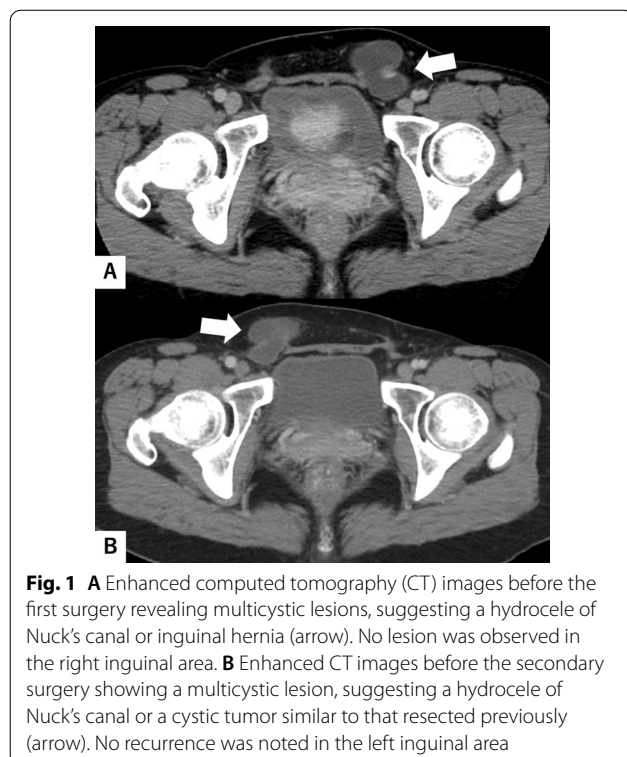 A
B
Fig. 1 A Enhanced computed tomography (CT) images before the
first surgery revealing multicystic lesions, suggesting a hydrocele of
Nuck's canal or inguinal hernia (arrow). No lesion was observed in
the right inguinal area. B Enhanced CT images before the secondary
surgery showing a multicystic lesion, suggesting a hydrocele of
Nuck's canal or a cystic tumor similar to that resected previously
(arrow). No recurrence was noted in the left inguinal area